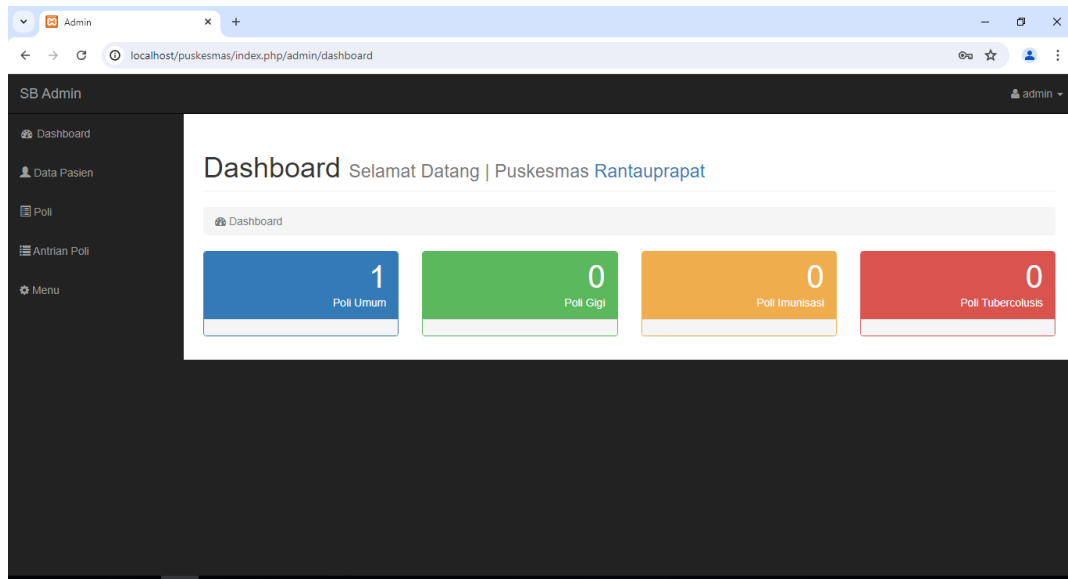 Admin
localhost/puskesmas/index.php/admin/dashboard
SB Admin
admin
Dashboard
Data Pasien
Poli
Antrian Poli
Menu
Dashboard Selamat Datang | Puskesmas Rantauprapat
Dashboard
1
Poli Umum
0
Poli Gigi
0
Poli Imunisasi
0
Poli Tubercolusis